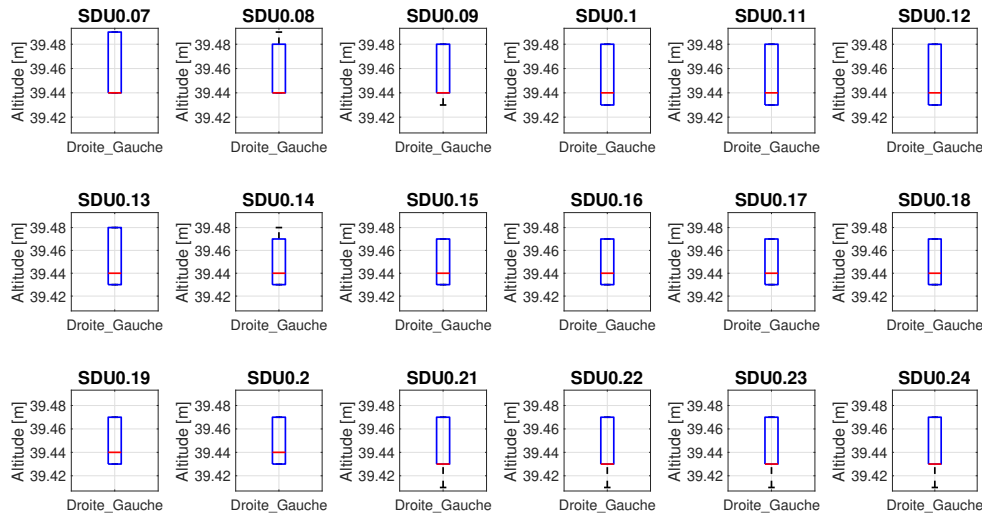 SDU0.07 SDU0.08 SDU0.09 SDU0.1 SDU0.11 SDU0.12
Altitude [m] Altitude [m] Altitude [m] Altitude [m] Altitude [m] Altitude [m]
39.48 39.48 39.48 39.48 39.48 39.48
39.46 39.46 39.46 39.46 39.46 39.46
39.44 39.44 39.44 39.44 39.44 39.44
39.42 39.42 39.42 39.42 39.42 39.42
Droite_Gauche Droite_Gauche Droite_Gauche Droite_Gauche Droite_Gauche Droite_Gauche
SDU0.13 SDU0.14 SDU0.15 SDU0.16 SDU0.17 SDU0.18
Altitude [m] Altitude [m] Altitude [m] Altitude [m] Altitude [m] Altitude [m]
39.48 39.48 39.48 39.48 39.48 39.48
39.46 39.46 39.46 39.46 39.46 39.46
39.44 39.44 39.44 39.44 39.44 39.44
39.42 39.42 39.42 39.42 39.42 39.42
Droite_Gauche Droite_Gauche Droite_Gauche Droite_Gauche Droite_Gauche Droite_Gauche
SDU0.19 SDU0.2 SDU0.21 SDU0.22 SDU0.23 SDU0.24
Altitude [m] Altitude [m] Altitude [m] Altitude [m] Altitude [m] Altitude [m]
39.48 39.48 39.48 39.48 39.48 39.48
39.46 39.46 39.46 39.46 39.46 39.46
39.44 39.44 39.44 39.44 39.44 39.44
39.42 39.42 39.42 39.42 39.42 39.42
Droite_Gauche Droite_Gauche Droite_Gauche Droite_Gauche Droite_Gauche Droite_Gauche